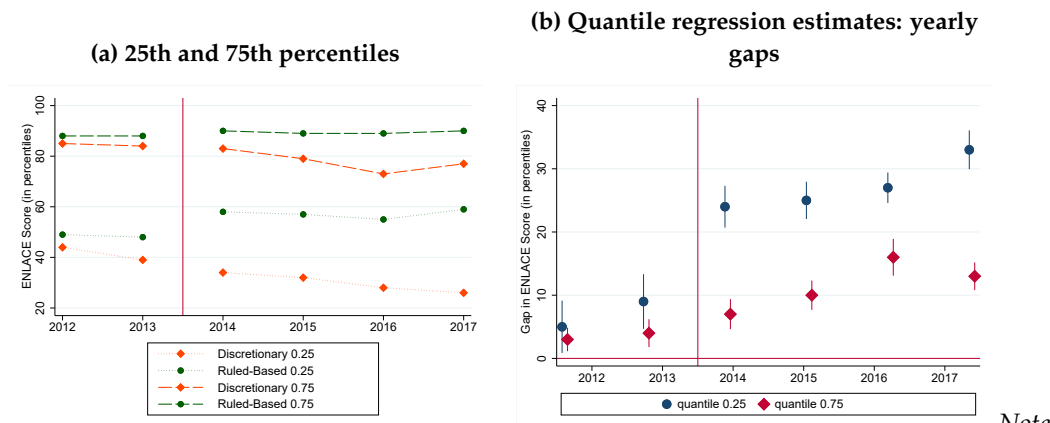 (a) 25th and 75th percentiles
ENLACE Score (in percentiles)
100
80
60
40
20
2012 2013 2014 2015 2016 2017
Discretionary 0.25
Ruled-Based 0.25
Discretionary 0.75
Ruled-Based 0.75
(b) Quantile regression estimates: yearly
gaps
Gap in ENLACE Score (in percentiles)
40
30
20
10
0
2012 2013 2014 2015 2016 2017
quantile 0.25 quantile 0.75
Note